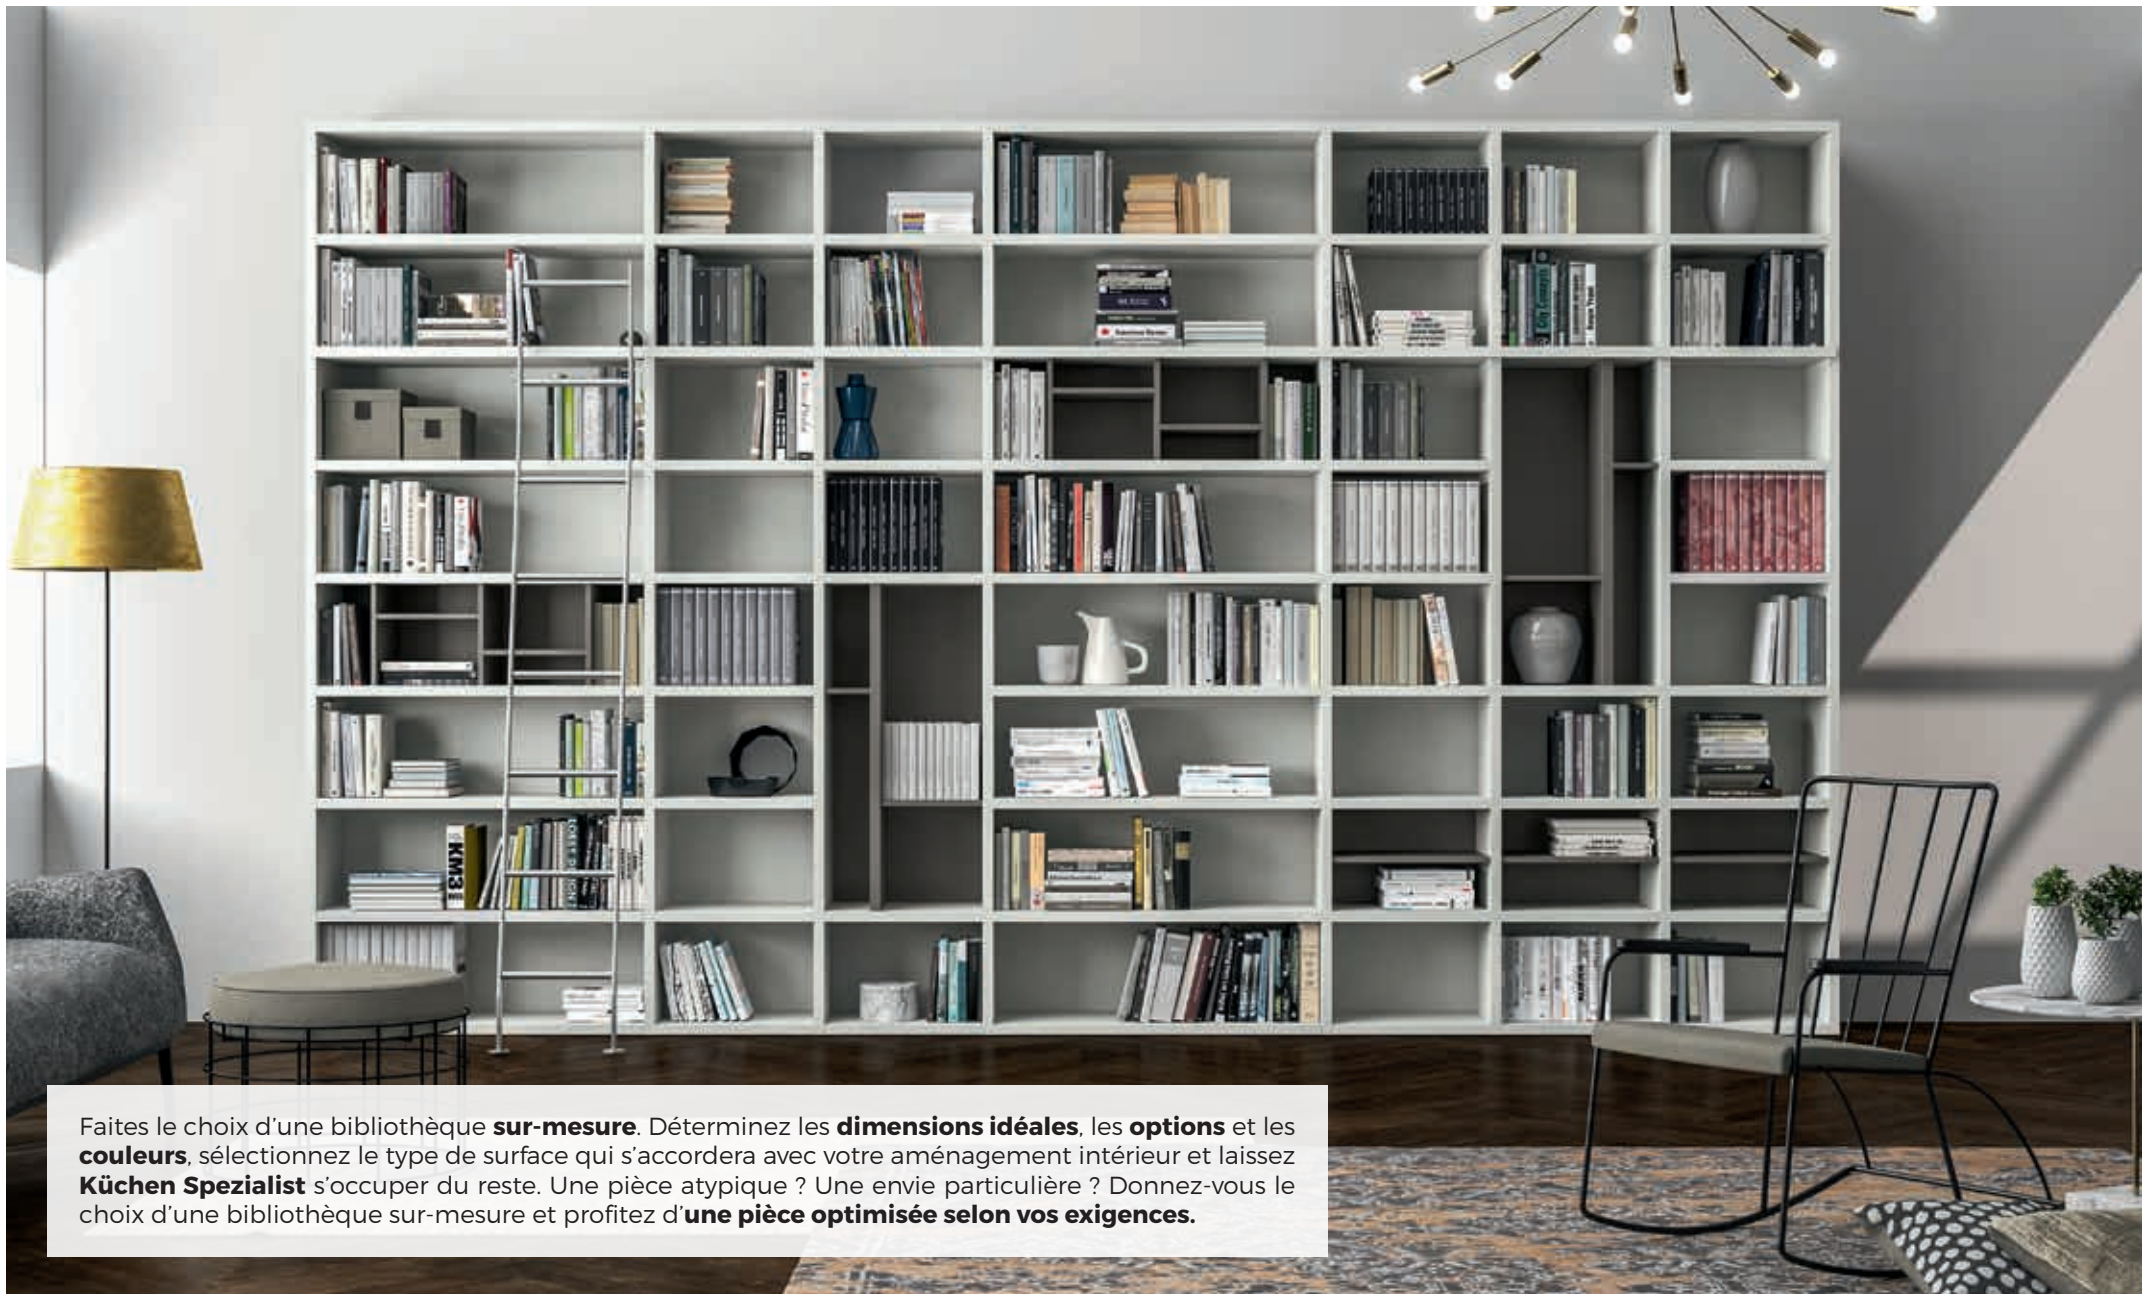 KM3
Faites le choix d’une bibliothèque sur-mesure. Déterminez les dimensions idéales, les options et les
couleurs, sélectionnez le type de surface qui s’accordera avec votre aménagement intérieur et laissez
Küchen Spezialist s’occuper du reste. Une pièce atypique ? Une envie particulière ? Donnez-vous le
choix d’une bibliothèque sur-mesure et profitez d’une pièce optimisée selon vos exigences.